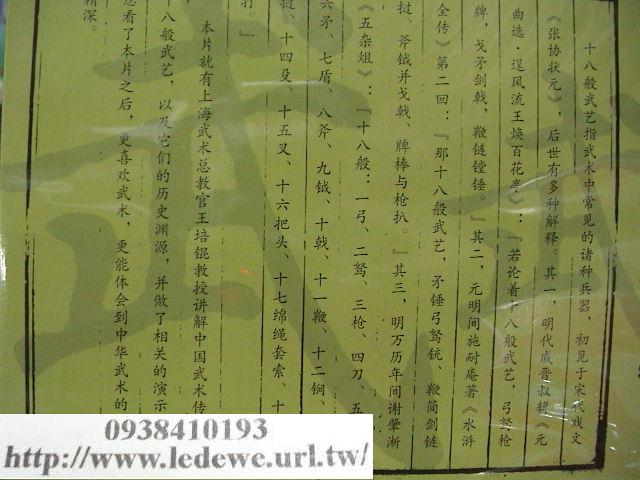 十八般武艺指武术中常见的诸种兵器，初见于宋代戏文
《张协状元》，后世有多种解释。其一，明代戚晋叔辑《元
曲选·逞风流王焕百花亭》：『若论着十八般武艺，弓弩枪
牌，戈矛剑戟，鞭链镗锤。』其二，元明间施耐庵著《水浒
全传》第二回：『那十八般武艺，矛锤弓弩铳、鞭简剑链
挝、斧钺并戈戟、牌棒与枪扒。』其三，明万历年间谢肇淛
《五杂俎》：『十八般：一弓、二弩、三枪、四刀、五
六矛、七盾、八斧、九钺、十戟、十一鞭、十二锏、
挝、十四殳、十五叉、十六把头、十七绵绳套索、十
打。』
本片就有上海武术总教官王培锟教授讲解中国武术传
八般武艺，以及它们的历史渊源，并做了相关的演示
您看了本片之后，更喜欢武术，更能体会到中华武术的
精深。
0938410193
http://www.ledewe.url.tw/